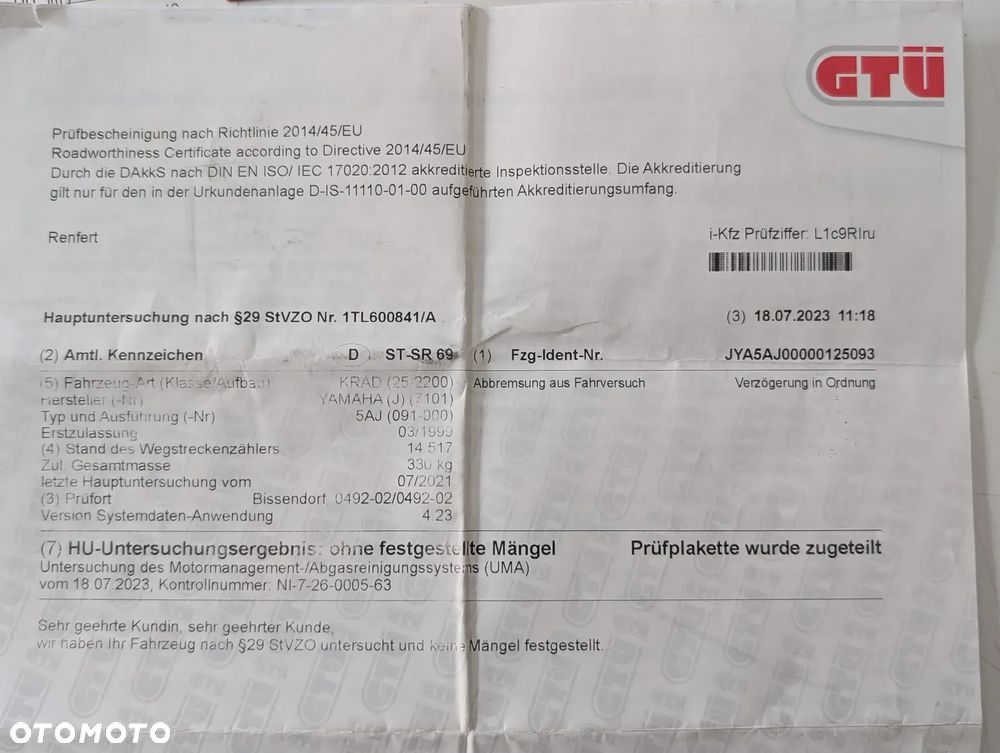 GTÜ
Prüfbescheinigung nach Richtlinie 2014/45/EU
Roadworthiness Certificate according to Directive 2014/45/EU
Durch die DAkkS nach DIN EN ISO/ IEC 17020:2012 akkreditierte Inspektionsstelle. Die Akkreditierung
gilt nur für den in der Urkundenanlage D-IS-11110-01-00 aufgeführten Akkreditierungsumfang.
Renfert i-Kfz Prüfziffer: L1c9RIru
Hauptuntersuchung nach §29 StVZO Nr. 1TL600841/A (3) 18.07.2023 11:18
(2) Amtl. Kennzeichen D ST-SR 69 (1) Fzg-Ident-Nr. JYA5AJ00000125093
(5) Fahrzeug-Art (Klasse/Aufbau) KRAD (25-2200) Abbremsung aus Fahrversuch Verzögerung in Ordnung
Hersteller (-Nr) YAMAHA (J) (7101)
Typ und Ausführung (-Nr) 5AJ (091-000)
Erstzulassung 03/1999
(4) Stand des Wegstreckenzählers 14 517
Zul. Gesamtmasse 330 kg
letzte Hauptuntersuchung vom 07/2021
(3) Prüfort Bissendorf, 0492-02/0492-02
Version Systemdaten-Anwendung 4.23
(7) HU-Untersuchungsergebnis: ohne festgestellte Mängel Prüfplakette wurde zugeteilt
Untersuchung des Motormanagement-/Abgasreinigungssystems (UMA)
vom 18.07.2023, Kontrollnummer: NI-7-26-0005-63
Sehr geehrte Kundin, sehr geehrter Kunde,
wir haben Ihr Fahrzeug nach §29 StVZO untersucht und keine Mängel festgestellt.
OTOMOTO